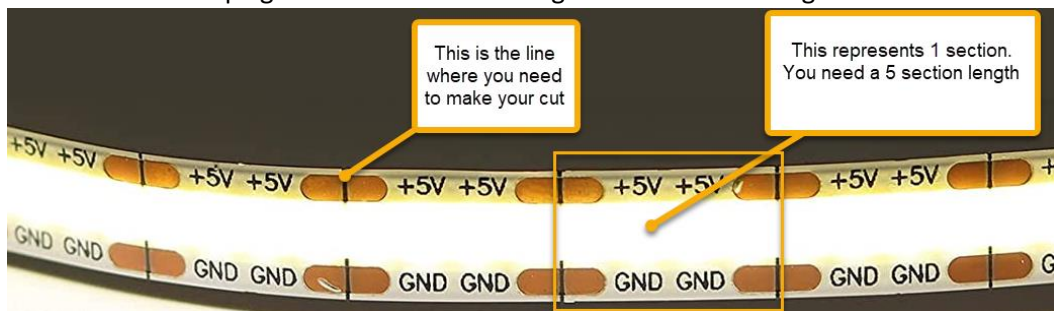 This is the line
where you need
to make your cut
This represents 1 section.
You need a 5 section length
+5V +5V +5V +5V +5V +5V +5V +5V +5V +5V
GND GND GND GND GND GND GND GND GND GND